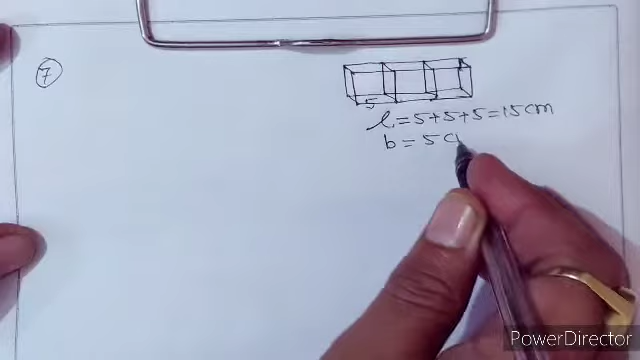 7
5
l = 5+5+5 = 15 cm
b = 5 c
PowerDirector